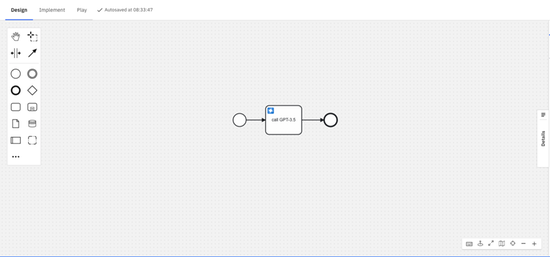 Design
Implement
Play
Autosaved at 08:33:47
call GPT-3.5
Details